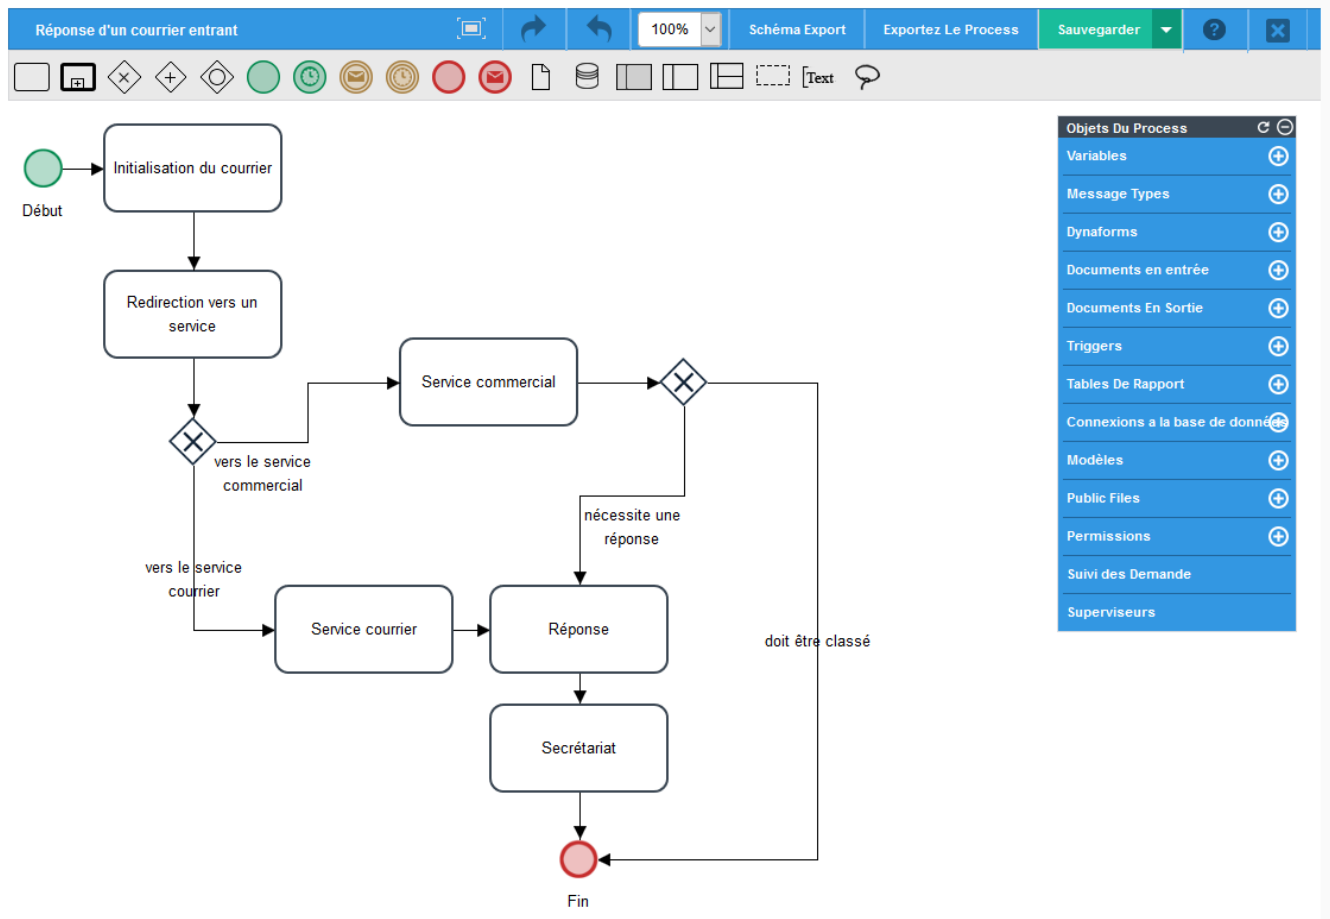 Réponse d'un courrier entrant
100%
Schéma Export
Exportez Le Process
Sauvegarder
?
Text
Objets Du Process
Variables
Message Types
Dynaforms
Documents en entrée
Documents En Sortie
Triggers
Tables De Rapport
Connexions a la base de données
Modèles
Public Files
Permissions
Suivi des Demande
Superviseurs
Début
Initialisation du courrier
Redirection vers un
service
Service commercial
vers le service
commercial
nécessite une
réponse
vers le service
courrier
Service courrier
Réponse
doit être classé
Secrétariat
Fin